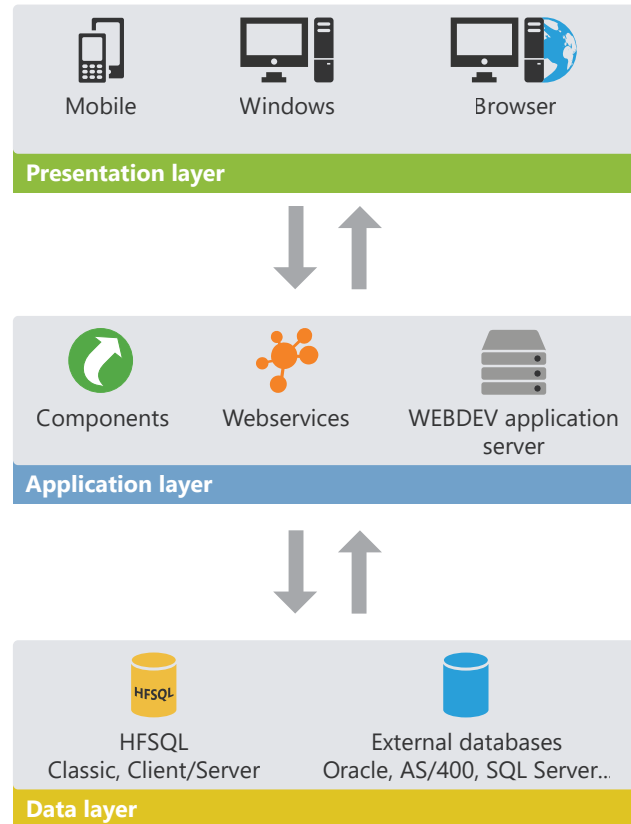 Mobile
Windows
Browser
Presentation layer
Components
Webservices
WEBDEV application
server
Application layer
HFSQL
HFSQL
Classic, Client/Server
External databases
Oracle, AS/400, SQL Server...
Data layer